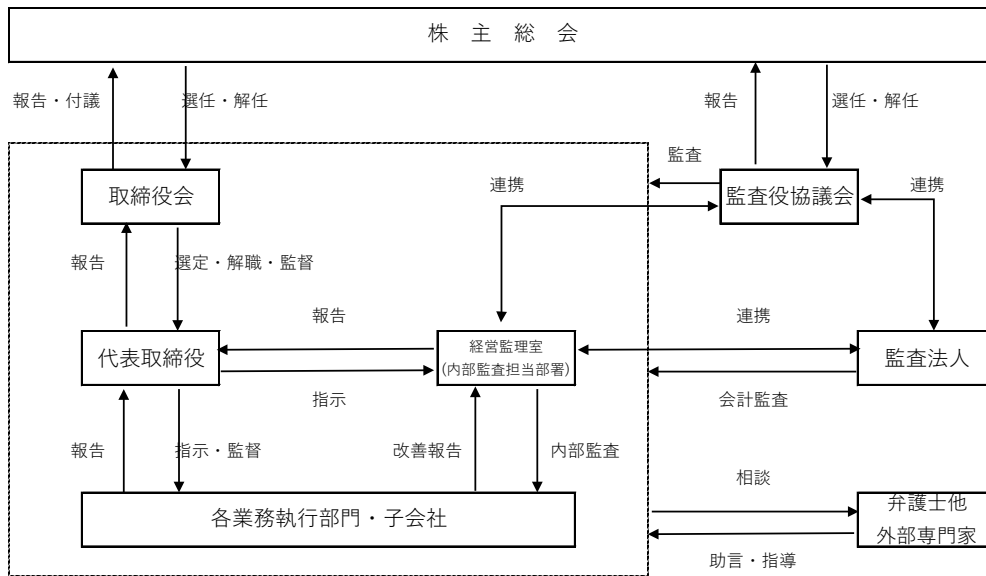 株 主 総 会
報告・付議
選任・解任
報告
選任・解任
監査
取締役会
連携
監査役協議会
連携
報告
選定・解職・監督
報告
連携
代表取締役
経営監理室
(内部監査担当部署)
監査法人
指示
会計監査
報告
指示・監督
改善報告
内部監査
相談
各業務執行部門・子会社
弁護士他
外部専門家
助言・指導